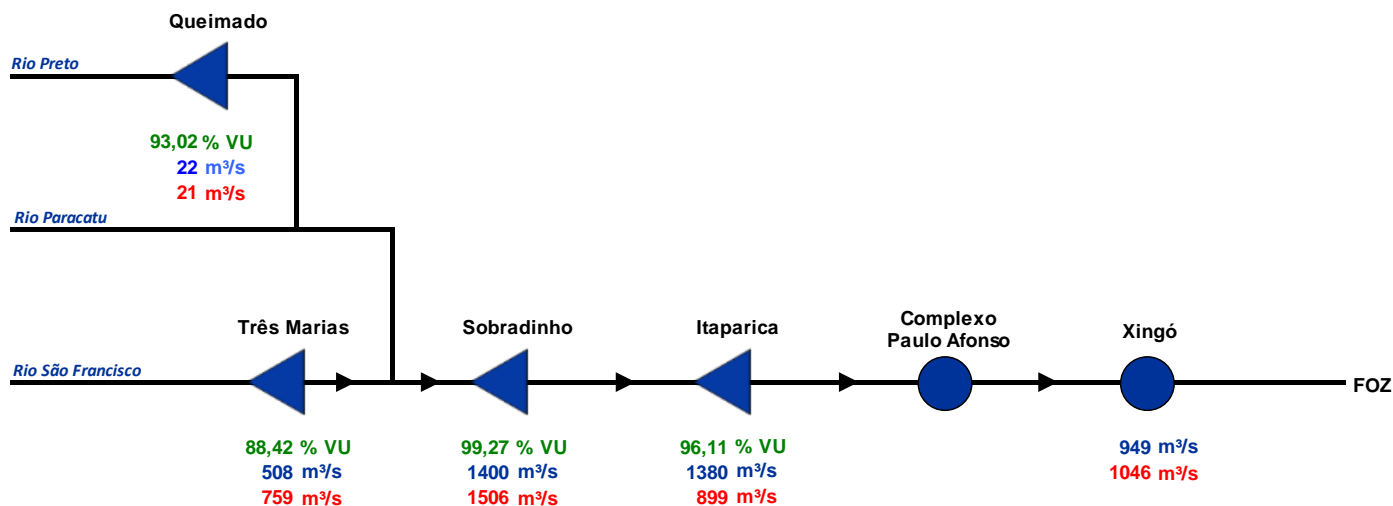 Queimado
Rio Preto
93,02 % VU
22 m³/s
21 m³/s
Rio Paracatu
Três Marias
Sobradinho
Itaparica
Complexo
Paulo Afonso
Xingó
Rio São Francisco
FOZ
88,42 % VU
508 m³/s
759 m³/s
99,27 % VU
1400 m³/s
1506 m³/s
96,11 % VU
1380 m³/s
899 m³/s
949 m³/s
1046 m³/s